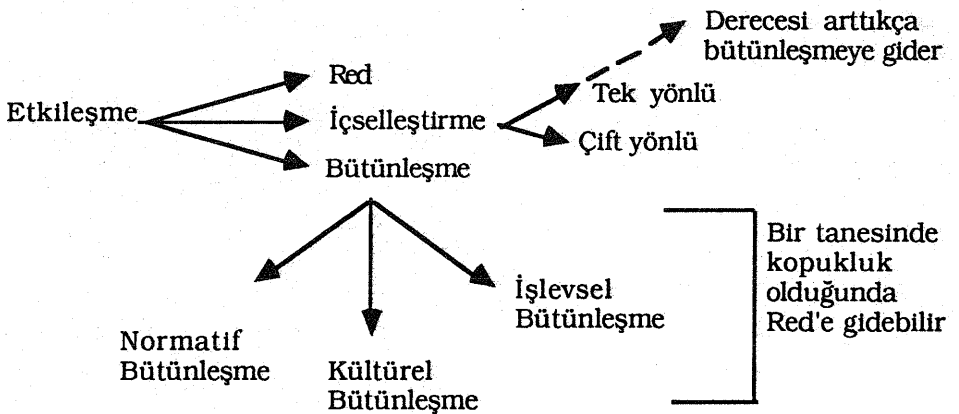 Derecesi arttıkça
bütünleşmeye gider
Red
Tek yönlü
Etkileşme
İçselleştirme
Çift yönlü
Bütünleşme
Bir tanesinde
kopukluk
olduğunda
Red'e gidebilir
İşlevsel
Bütünleşme
Normatif
Bütünleşme
Kültürel
Bütünleşme